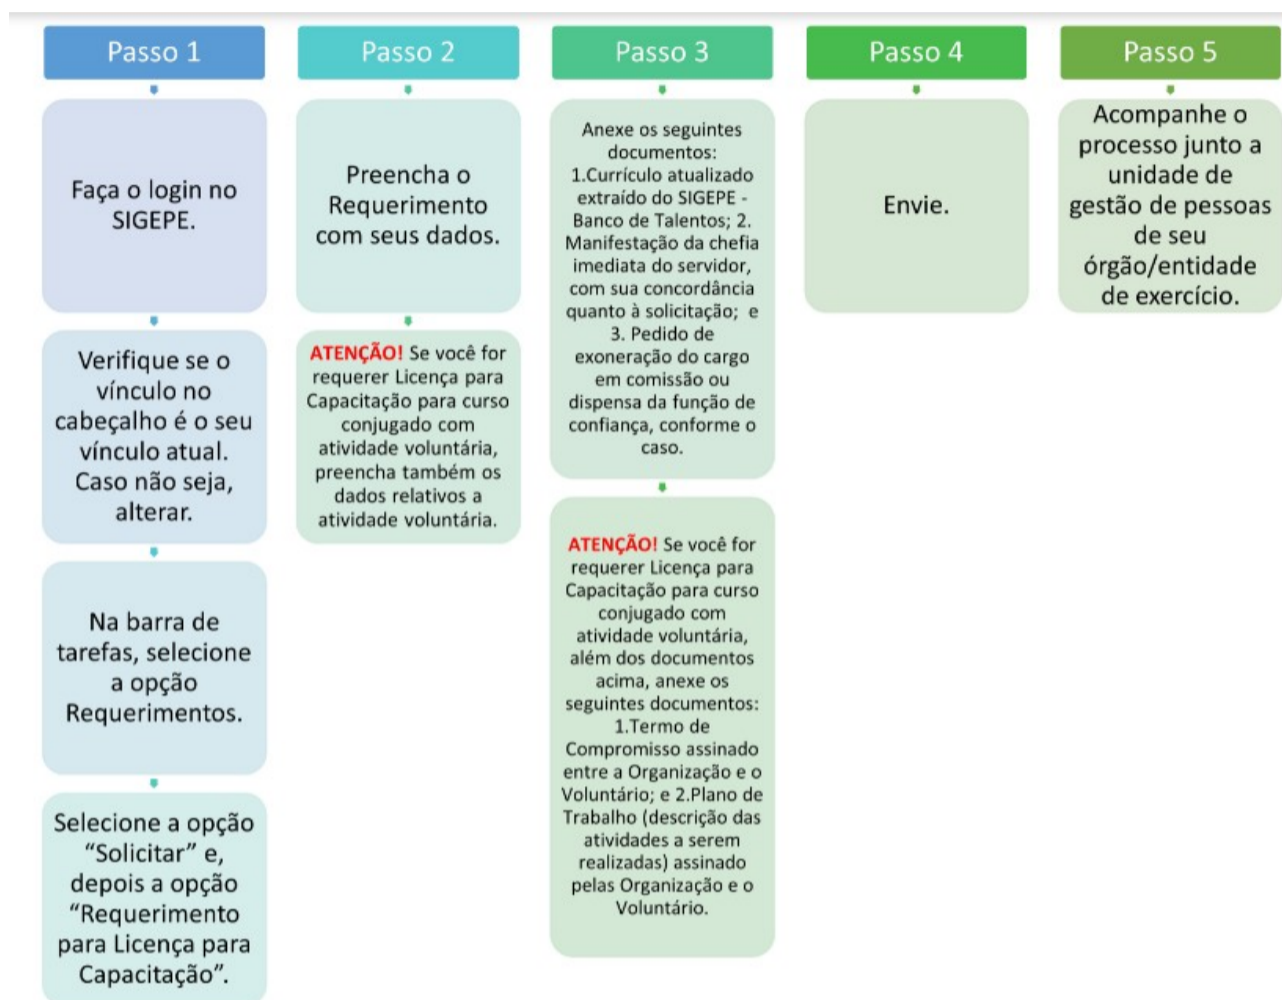 Passo 1
Faça o login no
SIGEPE.
Verifique se o
vínculo no
cabeçalho é o seu
vínculo atual.
Caso não seja,
alterar.
Na barra de
tarefas, selecione
a opção
Requerimentos.
Selecione a opção
“Solicitar” e,
depois a opção
“Requerimento
para Licença para
Capacitação”.
Passo 2
Preencha o
Requerimento
com seus dados.
ATENÇÃO! Se você for
requerer Licença para
Capacitação para curso
conjugado com
atividade voluntária,
preencha também os
dados relativos a
atividade voluntária.
Passo 3
Anexe os seguintes
documentos:
1.Currículo atualizado
extraído do SIGEPE -
Banco de Talentos; 2.
Manifestação da chefia
imediata do servidor,
com sua concordância
quanto à solicitação; e
3. Pedido de
exoneração do cargo
em comissão ou
dispensa da função de
confiança, conforme o
caso.
ATENÇÃO! Se você for
requerer Licença para
Capacitação para curso
conjugado com
atividade voluntária,
além dos documentos
acima, anexe os
seguintes documentos:
1.Termo de
Compromisso assinado
entre a Organização e o
Voluntário; e 2.Plano de
Trabalho (descrição das
atividades a serem
realizadas) assinado
pelas Organização e o
Voluntário.
Passo 4
Envie.
Passo 5
Acompanhe o
processo junto a
unidade de
gestão de pessoas
de seu
órgão/entidade
de exercício.